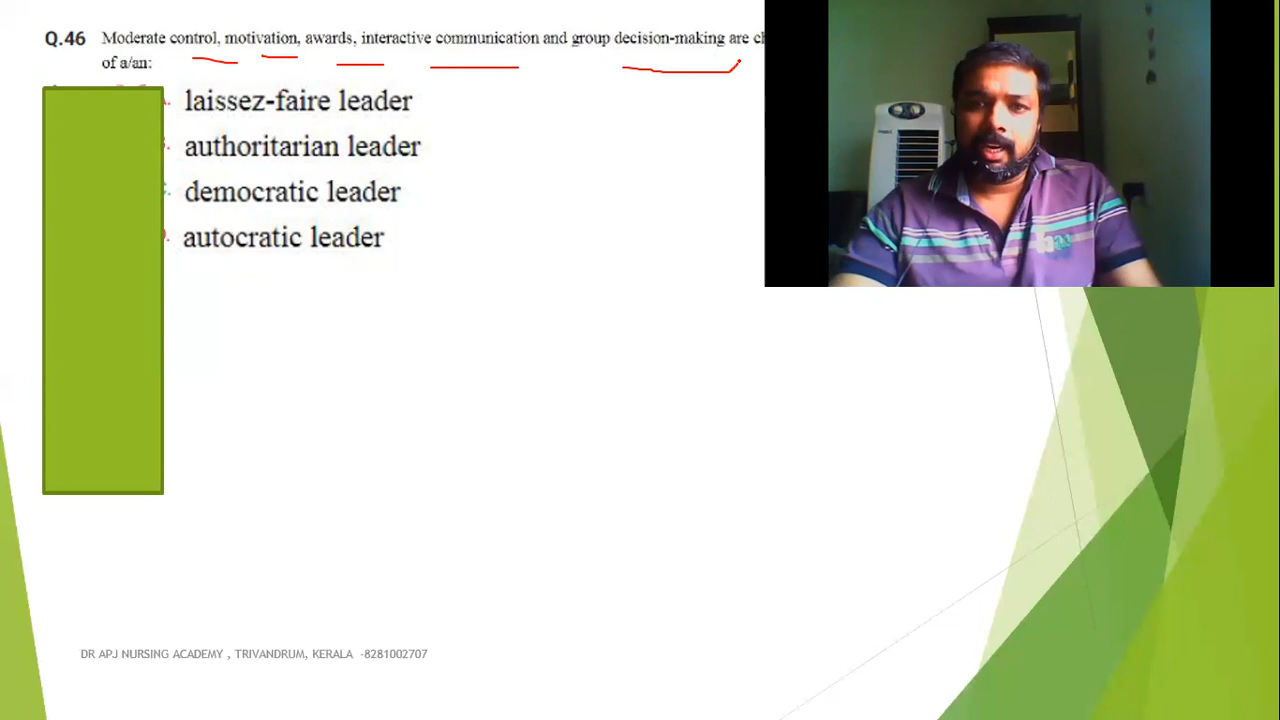 Q.46 Moderate control, motivation, awards, interactive communication and group decision-making are
of a/an:
laissez-faire leader
authoritarian leader
democratic leader
autocratic leader
DR APJ NURSING ACADEMY , TRIVANDRUM, KERALA -8281002707